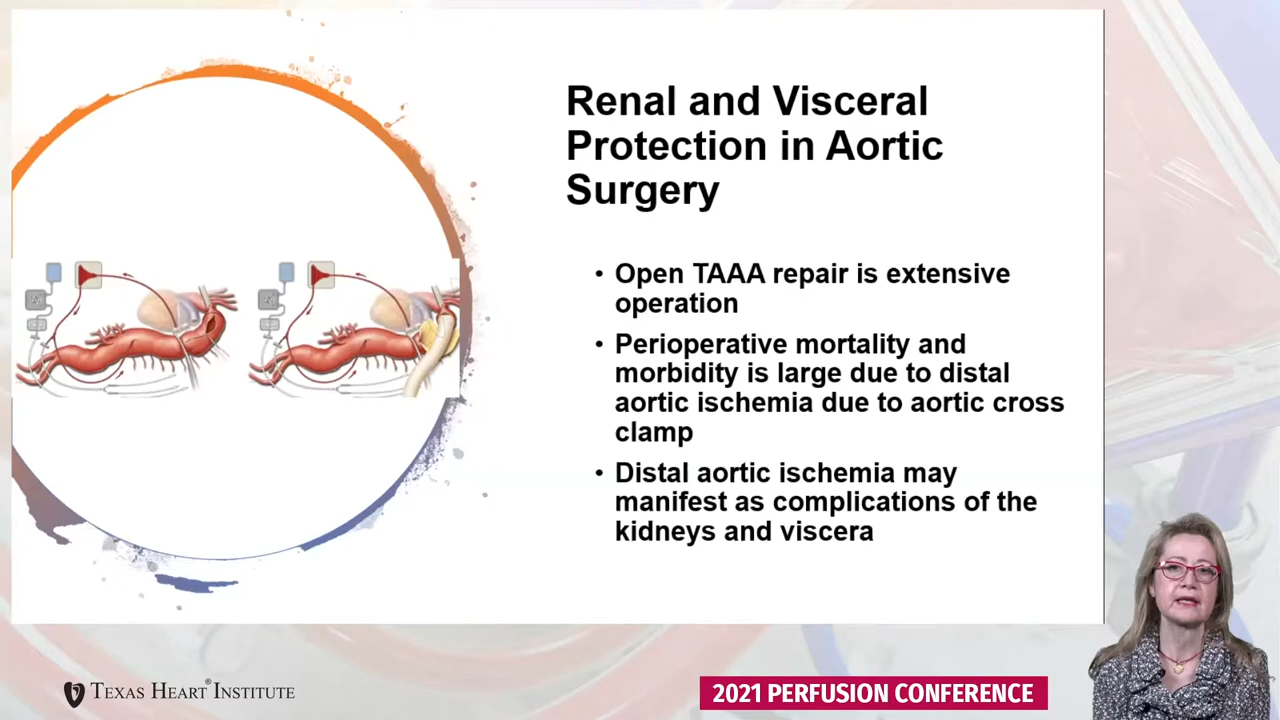 Renal and Visceral
Protection in Aortic
Surgery
• Open TAAA repair is extensive
operation
• Perioperative mortality and
morbidity is large due to distal
aortic ischemia due to aortic cross
clamp
• Distal aortic ischemia may
manifest as complications of the
kidneys and viscera
TEXAS HEART® INSTITUTE
2021 PERFUSION CONFERENCE